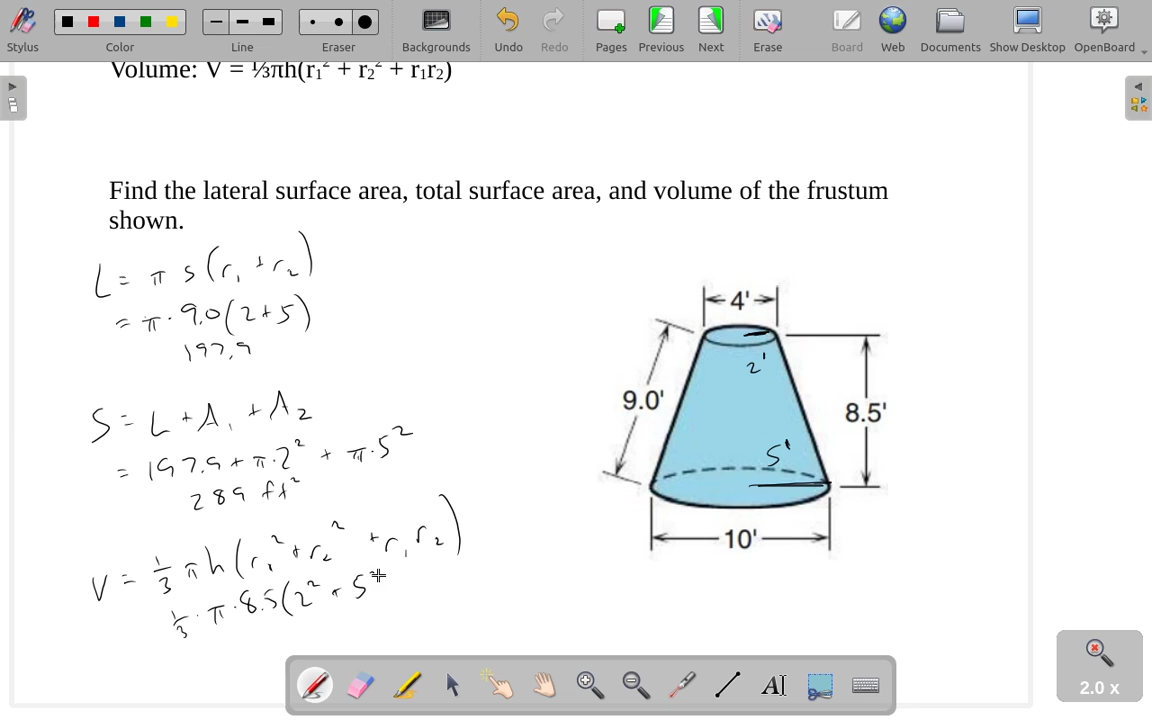 Stylus
Color
Line
Eraser
Backgrounds
Undo
Redo
Pages
Previous
Next
Erase
Board
Web
Documents
Show Desktop
OpenBoard
Volume: V = ⅓πh(r₁² + r₂² + r₁r₂)
Find the lateral surface area, total surface area, and volume of the frustum
shown.
L = π s (r₁ + r₂)
= π · 9.0 (2 + 5)
197.9
S = L + A₁ + A₂
= 197.9 + π · 2² + π · 5²
289 ft²
V = 1/3 π h (r₁² + r₂² + r₁ r₂)
1/3 · π · 8.5 (2² + 5²
4'
2'
9.0'
8.5'
5'
10'
AI
2.0 x